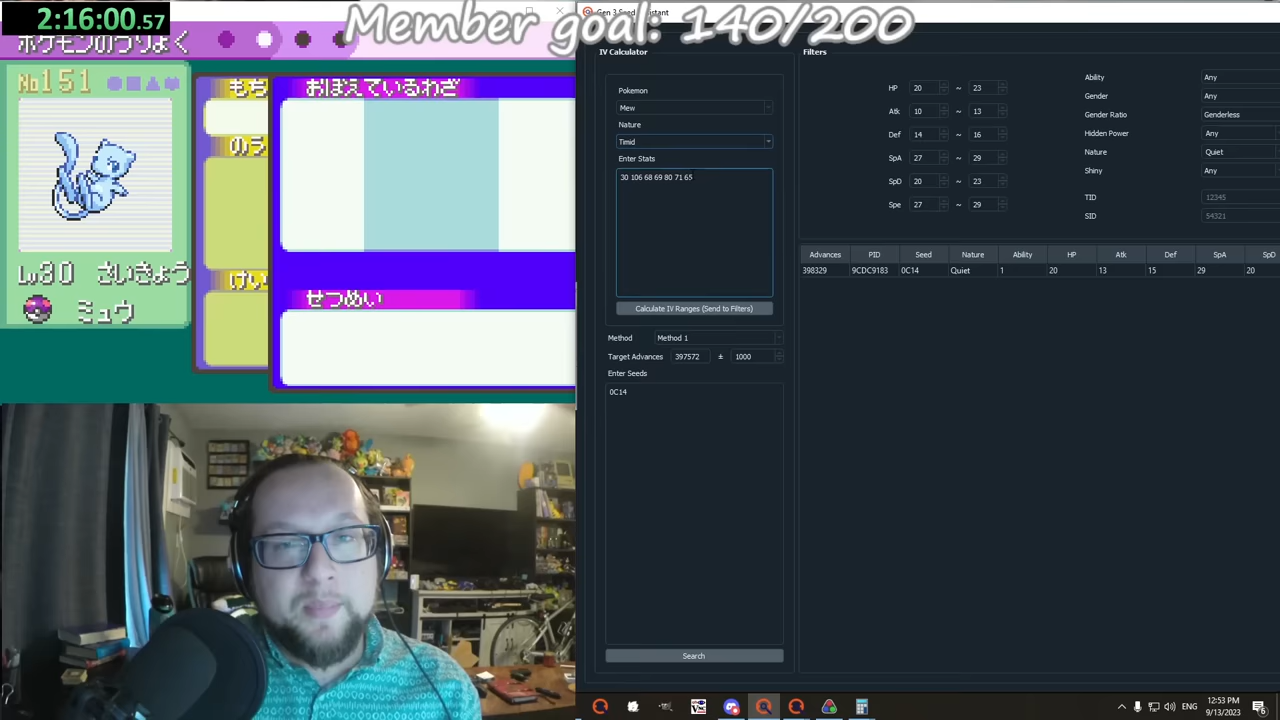 2:16:00.57
Member goal: 140/200
ポケモンのうりょく
No151
Lv30 さいきょう
ミュウ
もち
のう
けい
おぼえているわざ
せつめい
IV Calculator
Pokemon
Mew
Nature
Timid
Enter Stats
30 106 68 69 80 71 65
Calculate IV Ranges (Send to Filters)
Method Method 1
Target Advances 397572 ± 1000
Enter Seeds
0C14
Search
Filters
HP 20 ~ 23
Atk 10 ~ 13
Def 14 ~ 16
SpA 27 ~ 29
SpD 20 ~ 23
Spe 27 ~ 29
Ability Any
Gender Any
Gender Ratio Genderless
Hidden Power Any
Nature Quiet
Shiny Any
TID 12345
SID 54321
Advances PID Seed Nature Ability HP Atk Def SpA SpD
398329 9CDC9183 0C14 Quiet 1 20 13 15 29 20
12:53 PM
9/13/2023